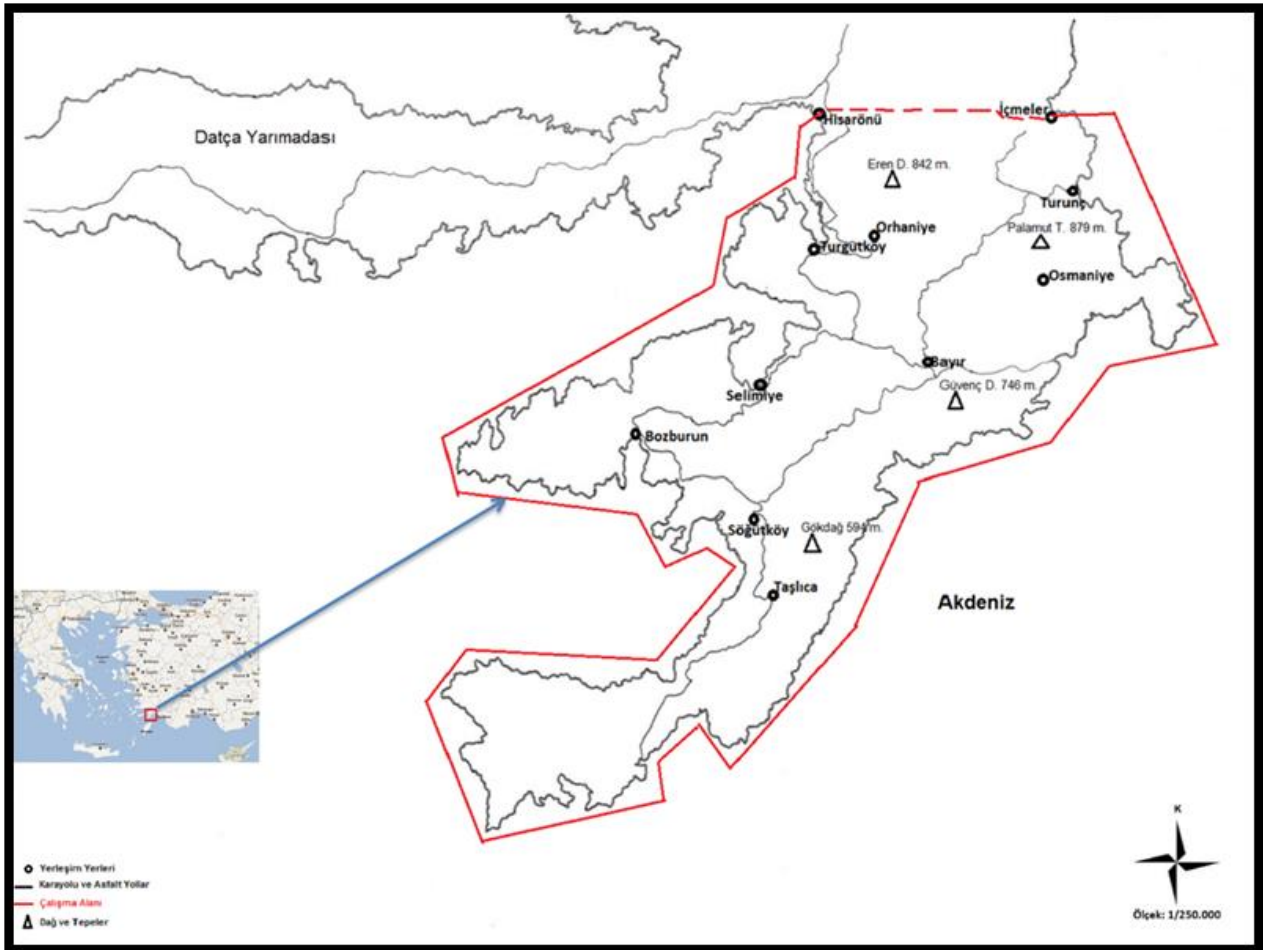 İçmeler
Hisarönü
Datça Yarımadası
Eren D. 842 m.
Turunç
Orhaniye
Palamut T. 879 m.
Turgütköy
Osmaniye
Bayır
Selimiye
Güvenç D. 746 m.
Bozburun
Söğütköy
Gökdağ 594 m.
Taşlıca
Akdeniz
K
Ölçek: 1/250.000
Yerleşim Yerleri
Karayolu ve Asfalt Yollar
Çalışma Alanı
Dağ ve Tepeler